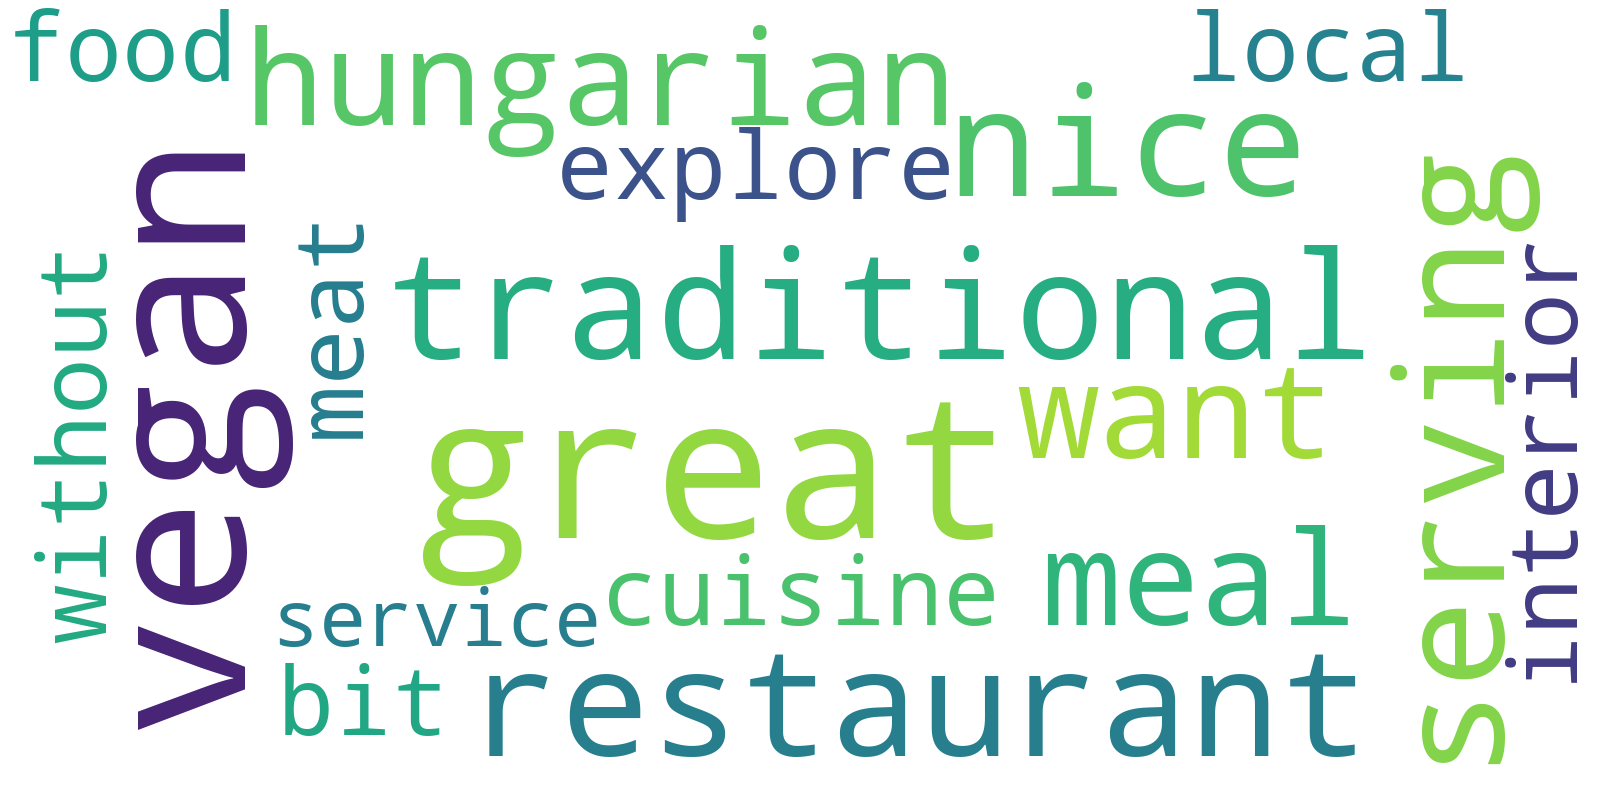 food
hungarian
local
nice
explore
vegan
serving
meat
without
traditional
interior
want
great
meal
cuisine
service
restaurant
bit